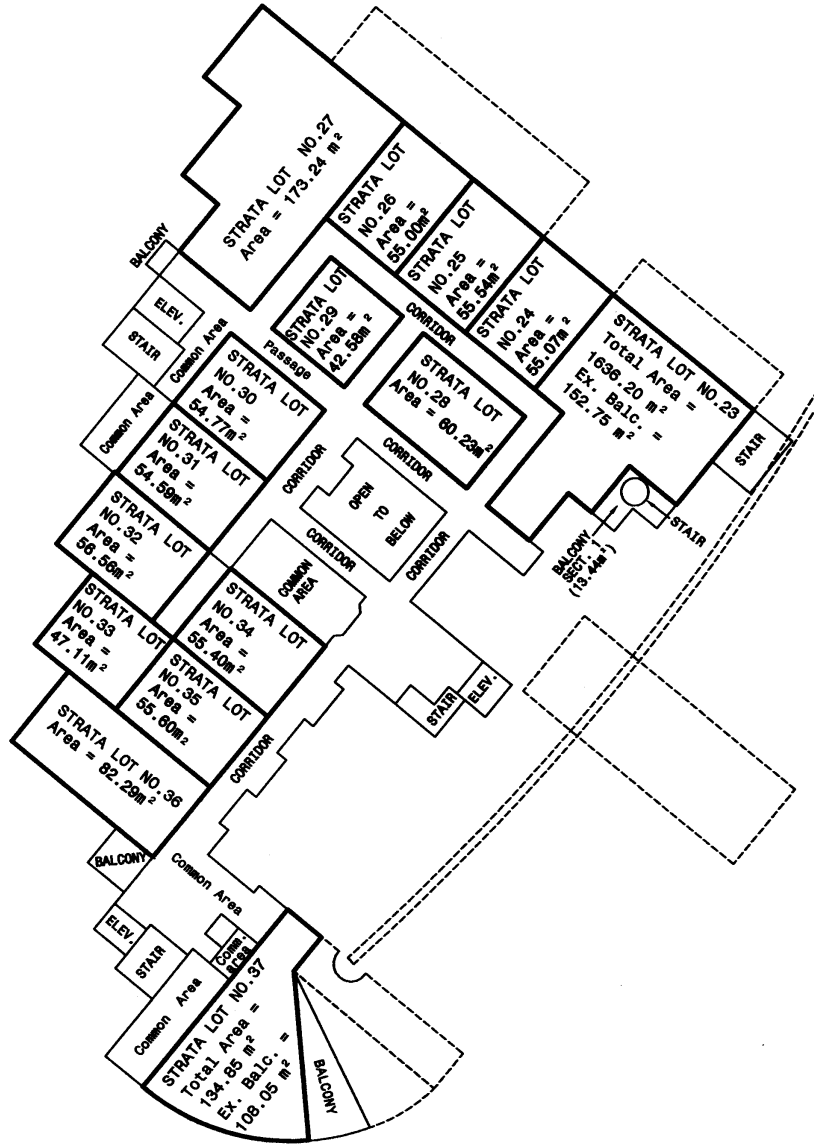 STRATA LOT NO.27
Area = 173.24 m²
STRATA LOT
NO.26
Area =
55.00m²
STRATA LOT
NO.25
Area =
55.54m²
STRATA LOT
NO.24
Area =
55.07m²
STRATA LOT NO.23
Total Area =
1636.20 m²
Ex. Balc. =
152.75 m²
BALCONY
ELEV.
STAIR
Common Area
Common Area
STRATA LOT
NO.29
Area =
42.58m²
Passage
CORRIDOR
STRATA LOT
NO.28
Area = 60.23m²
STRATA LOT
NO.30
Area =
54.77m²
STRATA LOT
NO.31
Area =
54.59m²
STRATA LOT
NO.32
Area =
56.56m²
STRATA LOT
NO.33
Area =
47.11m²
STRATA LOT
NO.34
Area =
55.40m²
STRATA LOT
NO.35
Area =
55.60m²
STRATA LOT NO.36
Area = 82.29m²
CORRIDOR
CORRIDOR
OPEN
TO
BELOW
CORRIDOR
CORRIDOR
COMMON
AREA
STAIR
STAIR
BALCONY
SECT.
(13.44m²)
STAIR
ELEV.
CORRIDOR
BALCONY
Common Area
ELEV.
STAIR
Comm.
area
Common Area
STRATA LOT NO.37
Total Area =
134.85 m²
Ex. Balc. =
108.05 m²
BALCONY